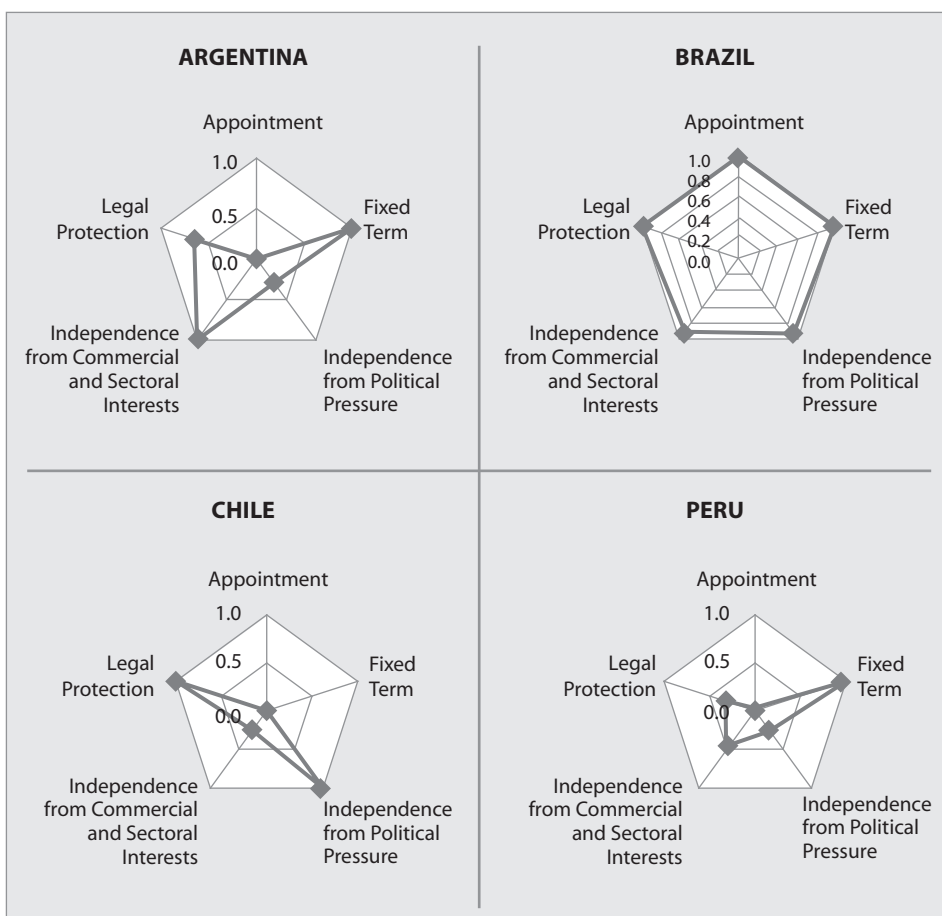 ARGENTINA
Appointment
1.0
0.5
0.0
Legal
Protection
Fixed
Term
Independence
from Commercial
and Sectoral
Interests
Independence
from Political
Pressure
BRAZIL
Appointment
1.0
0.8
0.6
0.4
0.2
0.0
Legal
Protection
Fixed
Term
Independence
from Commercial
and Sectoral
Interests
Independence
from Political
Pressure
CHILE
Appointment
1.0
0.5
0.0
Legal
Protection
Fixed
Term
Independence
from Commercial
and Sectoral
Interests
Independence
from Political
Pressure
PERU
Appointment
1.0
0.5
0.0
Legal
Protection
Fixed
Term
Independence
from Commercial
and Sectoral
Interests
Independence
from Political
Pressure